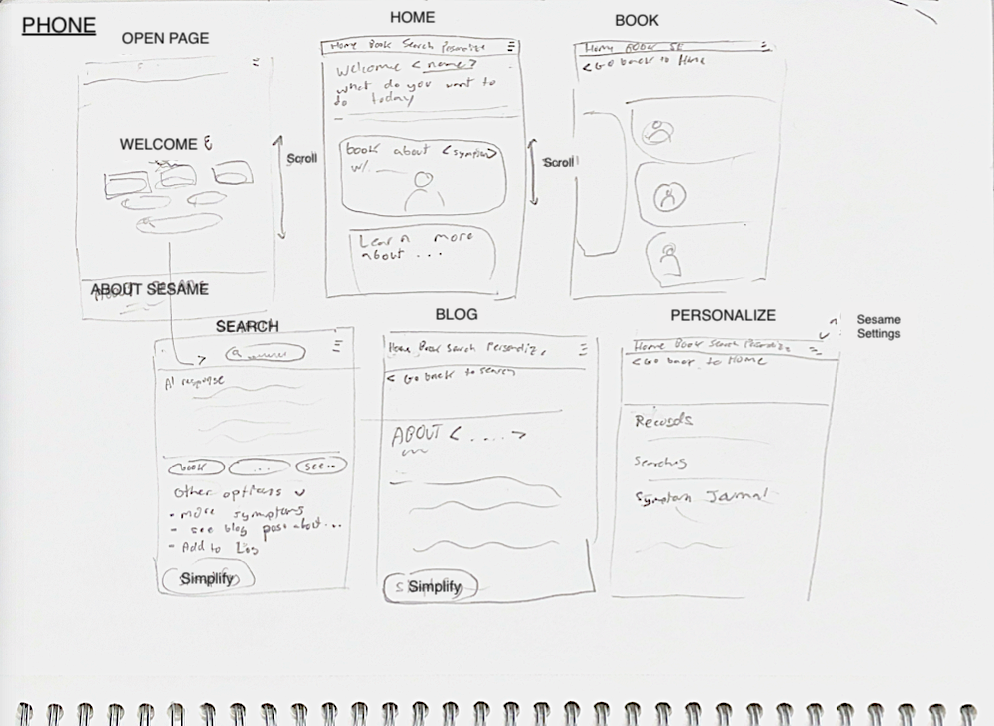 PHONE
OPEN PAGE
WELCOME
Scroll
ABOUT SESAME
HOME
Home Book Search Personalize
Welcome <name>
what do you want to
do today
book about <symptom>
w/.
Learn more
about ...
Scroll
BOOK
Home BOOK SE
< Go back to Home
SEARCH
AI response
book
...
see..
Other options
• more symptoms
- see blog post about...
- Add to Log
Simplify
BLOG
Home Book Search Personalize
< Go back to search
ABOUT <....>
Simplify
PERSONALIZE
Sesame
Settings
Home Book Search Personalize
< Go back to Home
Records
Searches
Symptom Journal